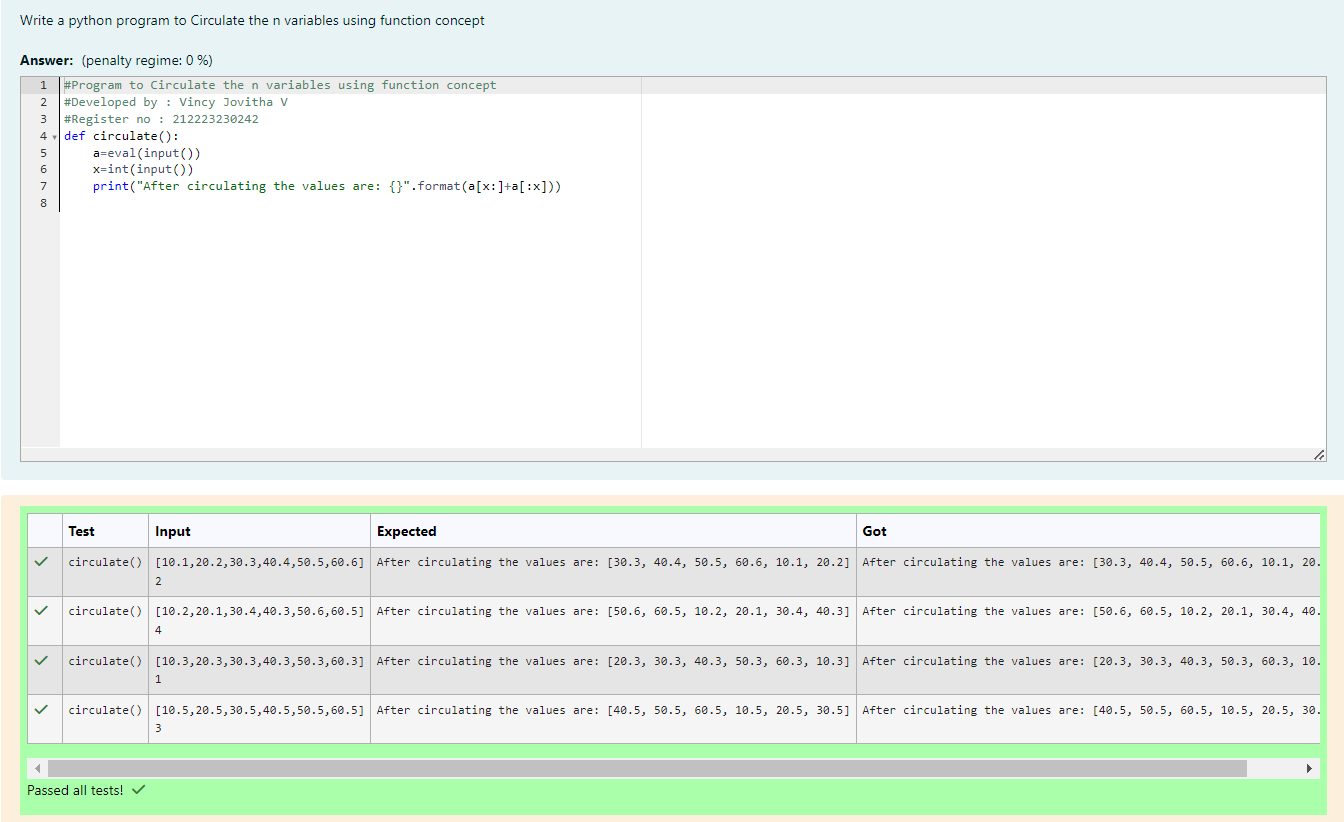 Write a python program to Circulate the n variables using function concept
Answer: (penalty regime: 0 %)
1 #Program to Circulate the n variables using function concept
2 #Developed by : Vincy Jovitha V
3 #Register no : 212223230242
4 def circulate():
5 a=eval(input())
6 x=int(input())
7 print("After circulating the values are: {}".format(a[x:]+a[:x]))
8
Test Input Expected Got
circulate() [10.1,20.2,30.3,40.4,50.5,60.6] After circulating the values are: [30.3, 40.4, 50.5, 60.6, 10.1, 20.2] After circulating the values are: [30.3, 40.4, 50.5, 60.6, 10.1, 20.
2
circulate() [10.2,20.1,30.4,40.3,50.6,60.5] After circulating the values are: [50.6, 60.5, 10.2, 20.1, 30.4, 40.3] After circulating the values are: [50.6, 60.5, 10.2, 20.1, 30.4, 40.
4
circulate() [10.3,20.3,30.3,40.3,50.3,60.3] After circulating the values are: [20.3, 30.3, 40.3, 50.3, 60.3, 10.3] After circulating the values are: [20.3, 30.3, 40.3, 50.3, 60.3, 10.
1
circulate() [10.5,20.5,30.5,40.5,50.5,60.5] After circulating the values are: [40.5, 50.5, 60.5, 10.5, 20.5, 30.5] After circulating the values are: [40.5, 50.5, 60.5, 10.5, 20.5, 30.
3
Passed all tests!